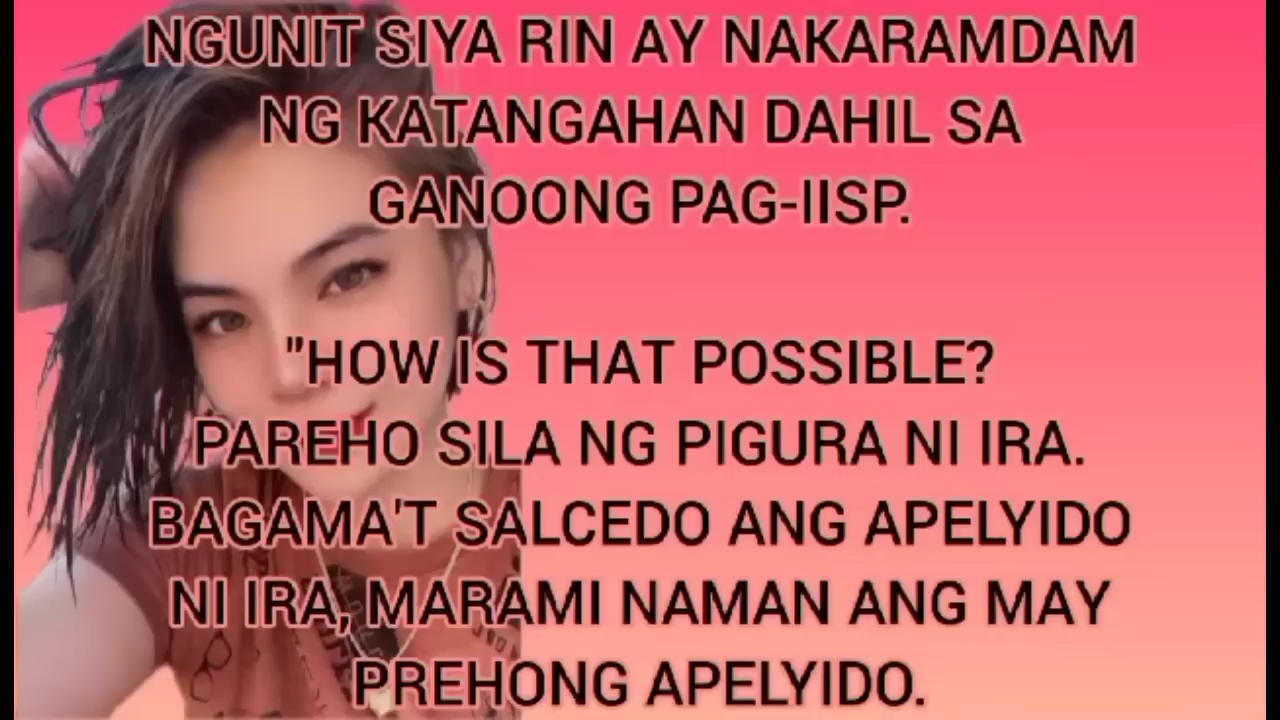 NGUNIT SIYA RIN AY NAKARAMDAM
NG KATANGAHAN DAHIL SA
GANOONG PAG-IISP.
"HOW IS THAT POSSIBLE?
PAREHO SILA NG PIGURA NI IRA.
BAGAMA'T SALCEDO ANG APELYIDO
NI IRA, MARAMI NAMAN ANG MAY
PREHONG APELYIDO.